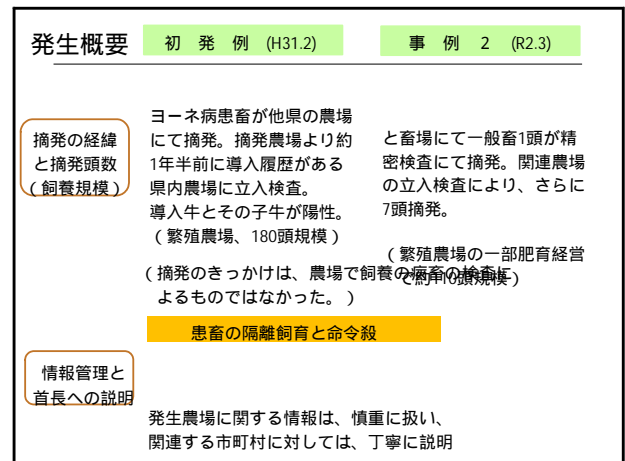 発生概要
初 発 例 (H31.2)
事 例 2 (R2.3)
摘発の経緯
と摘発頭数
(飼養規模)
ヨーネ病患畜が他県の農場
にて摘発。摘発農場より約
1年半前に導入履歴がある
県内農場に立入検査。
導入牛とその子牛が陽性。
(繁殖農場、180頭規模)
と畜場にて一般畜1頭が精
密検査にて摘発。関連農場
の立入検査により、さらに
7頭摘発。
(繁殖農場の一部肥育経営
(摘発のきっかけは、農場で飼養の
よるものではなかった。)
患畜の隔離飼育と命令殺
情報管理と
首長への説明
発生農場に関する情報は、慎重に扱い、
関連する市町村に対しては、丁寧に説明